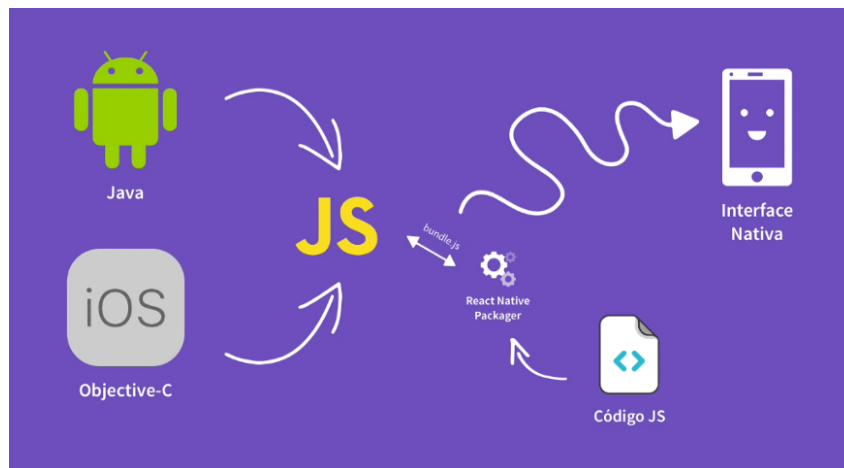 Java
JS
bundle.js
Interface
Nativa
React Native
Packager
iOS
Objective-C
Código JS